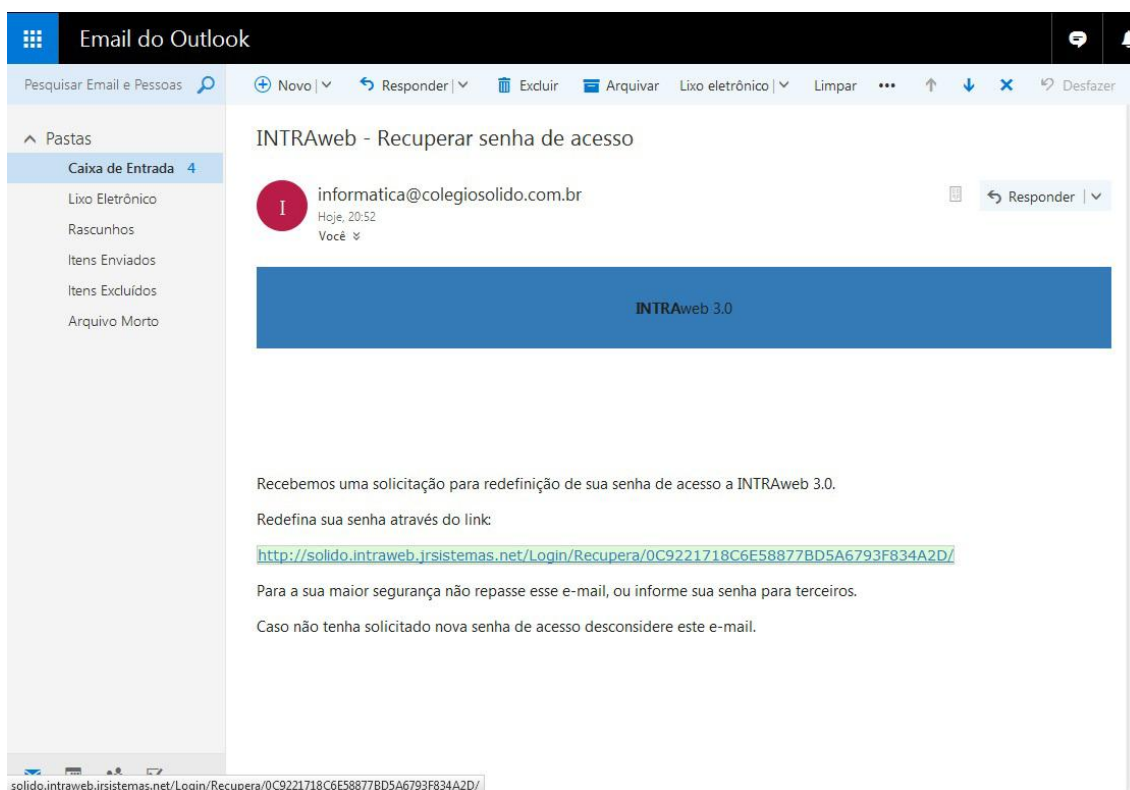 Email do Outlook
Pesquisar Email e Pessoas
Novo | Responder | Excluir Arquivar Lixo eletrônico | Limpar ••• Desfazer
Pastas
Caixa de Entrada 4
Lixo Eletrônico
Rascunhos
Itens Enviados
Itens Excluídos
Arquivo Morto
INTRAweb - Recuperar senha de acesso
I
informatica@colegiosolido.com.br
Hoje, 20:52
Você
Responder |
INTRAweb 3.0
Recebemos uma solicitação para redefinição de sua senha de acesso a INTRAweb 3.0.
Redefina sua senha através do link:
http://solido.intraweb.jrsistemas.net/Login/Recupera/0C9221718C6E58877BD5A6793F834A2D/
Para a sua maior segurança não repasse esse e-mail, ou informe sua senha para terceiros.
Caso não tenha solicitado nova senha de acesso desconsidere este e-mail.
solido.intraweb.jrsistemas.net/Login/Recupera/0C9221718C6E58877BD5A6793F834A2D/